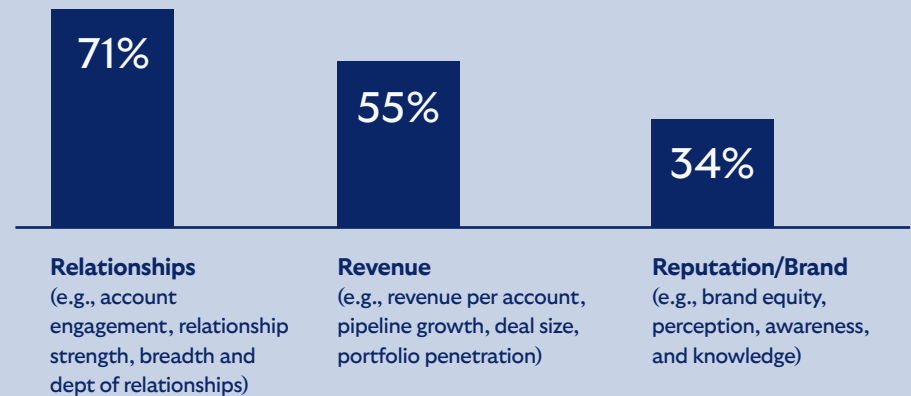 71%
55%
34%
Relationships
(e.g., account
engagement, relationship
strength, breadth and
dept of relationships)
Revenue
(e.g., revenue per account,
pipeline growth, deal size,
portfolio penetration)
Reputation/Brand
(e.g., brand equity,
perception, awareness,
and knowledge)